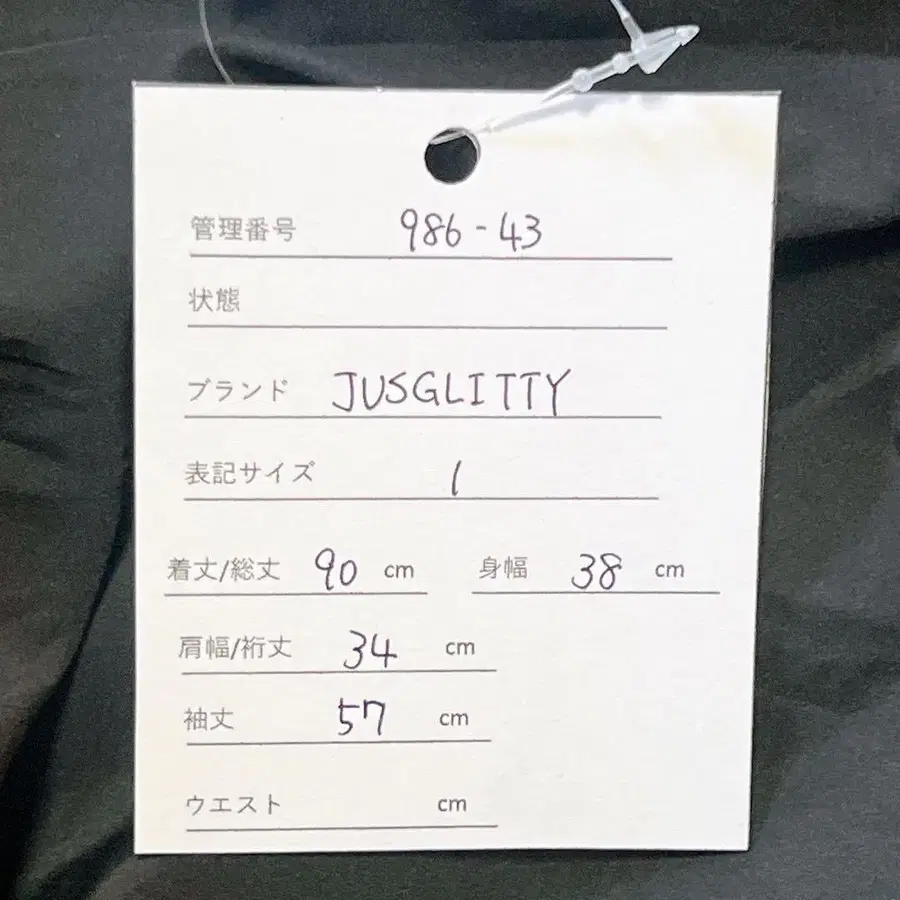 管理番号 986-43
状態
ブランド JUSGLITTY
表記サイズ 1
着丈/総丈 90 cm 身幅 38 cm
肩幅/裄丈 34 cm
袖丈 57 cm
ウエスト cm